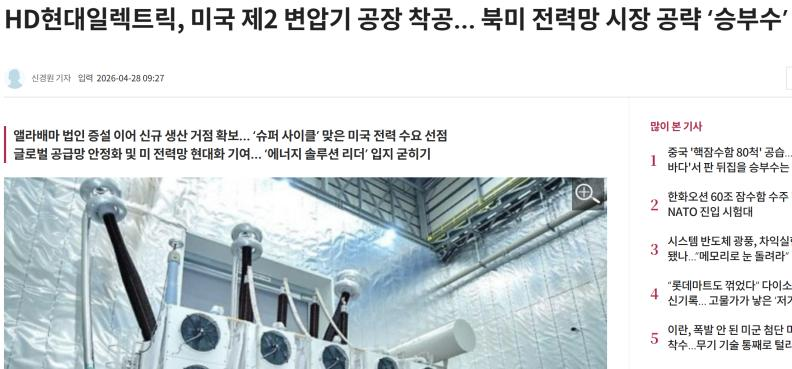 HD현대일렉트릭, 미국 제2 변압기 공장 착공... 북미 전력망 시장 공략 ‘승부수’
신경원 기자 입력 2026-04-28 09:27
앨라배마 법인 증설 이어 신규 생산 거점 확보... ‘슈퍼 사이클’ 맞은 미국 전력 수요 선점
글로벌 공급망 안정화 및 미 전력망 현대화 기여... ‘에너지 솔루션 리더’ 입지 굳히기
많이 본 기사
1 중국 '핵잠수함 80척' 공습...
바다'서 판 뒤집을 승부수는
2 한화오션 60조 잠수함 수주
NATO 진입 시험대
3 시스템 반도체 광풍, 차익실
됐나..."메모리로 눈 돌려라"
4 “롯데마트도 꺾었다” 다이소
신기록... 고물가가 낳은 '저가
5 이란, 폭발 안 된 미군 첨단
착수...무기 기술 통째로 털리